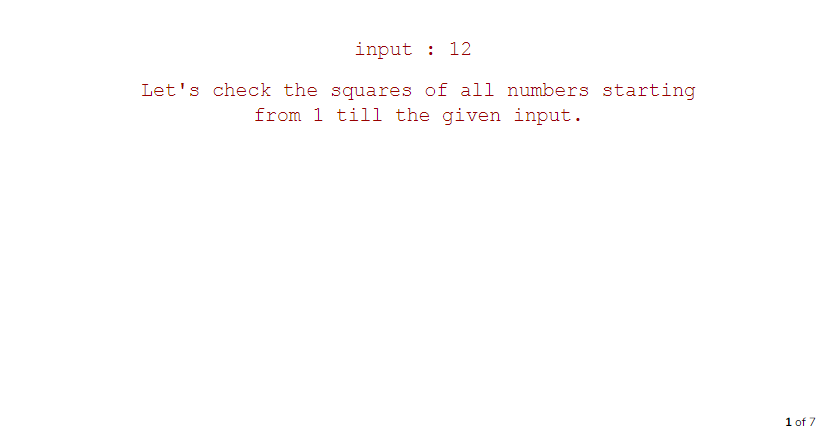 input : 12
Let's check the squares of all numbers starting
from 1 till the given input.
1 of 7